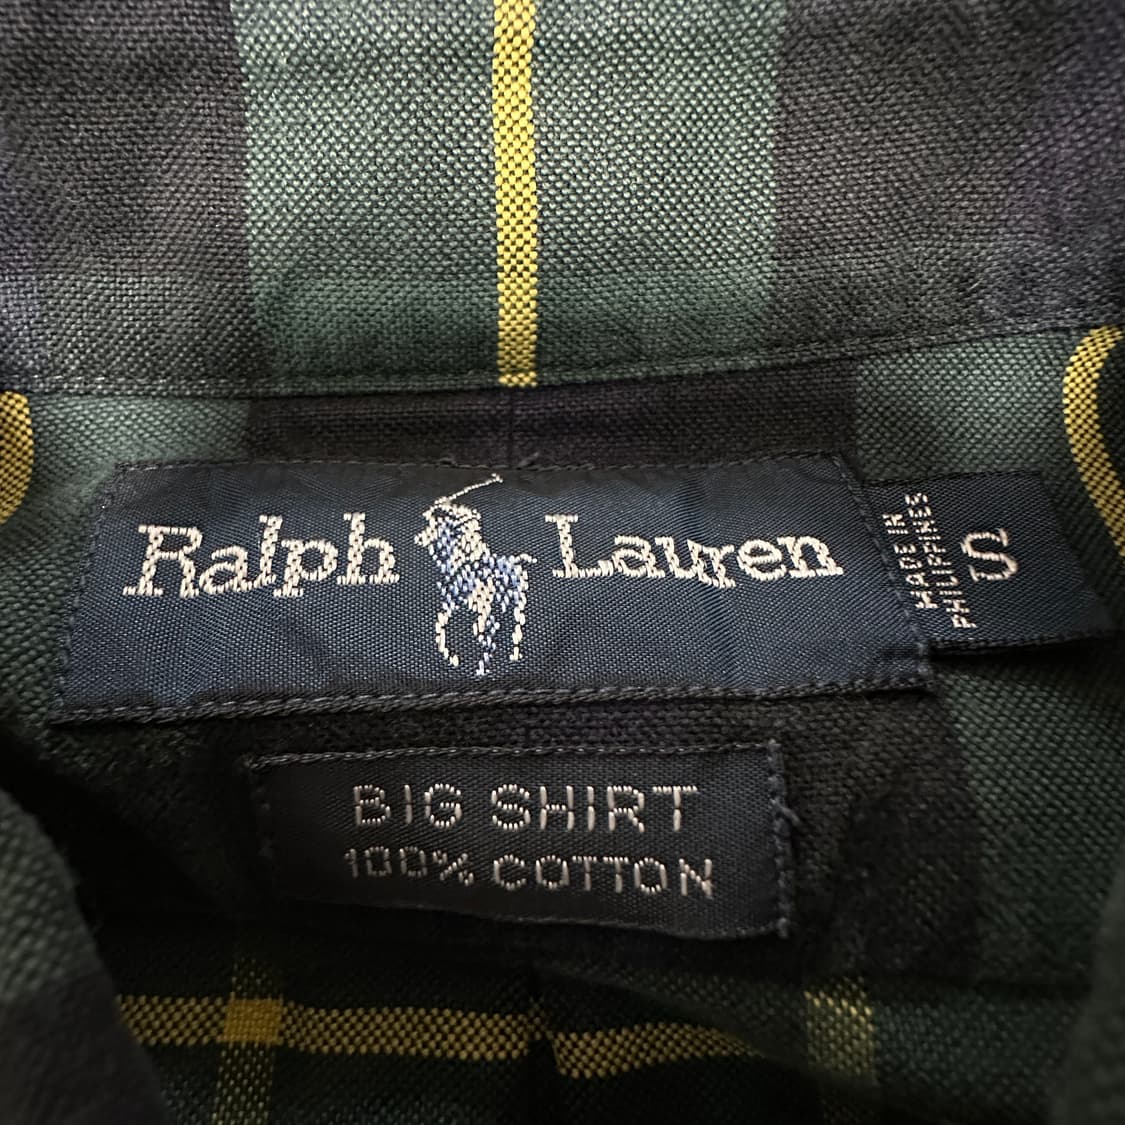 Ralph Lauren
MADE IN
PHILIPPINES
S
BIG SHIRT
100% COTTON